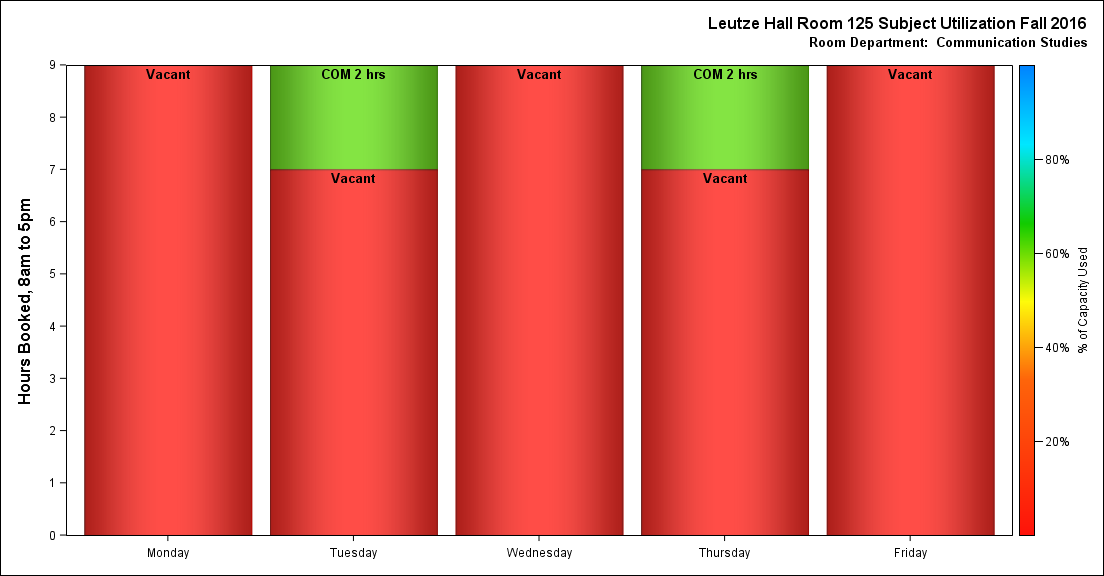 Leutze Hall Room 125 Subject Utilization Fall 2016
Room Department:  Communication Studies
Hours Booked, 8am to 5pm
9
8
7
6
5
4
3
2
1
0
Vacant
COM 2 hrs
Vacant
Vacant
COM 2 hrs
Vacant
Vacant
Monday
Tuesday
Wednesday
Thursday
Friday
80%
60%
40%
20%
% of Capacity Used